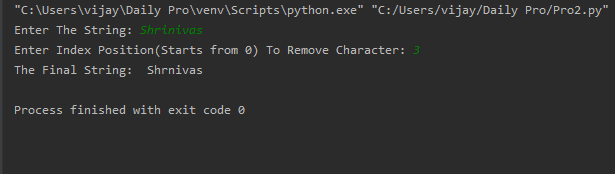 "C:\Users\vijay\Daily Pro\venv\Scripts\python.exe" "C:/Users/vijay/Daily Pro/Pro2.py"
Enter The String: Shrinivas
Enter Index Position(Starts from 0) To Remove Character: 3
The Final String:  Shrnivas
Process finished with exit code 0